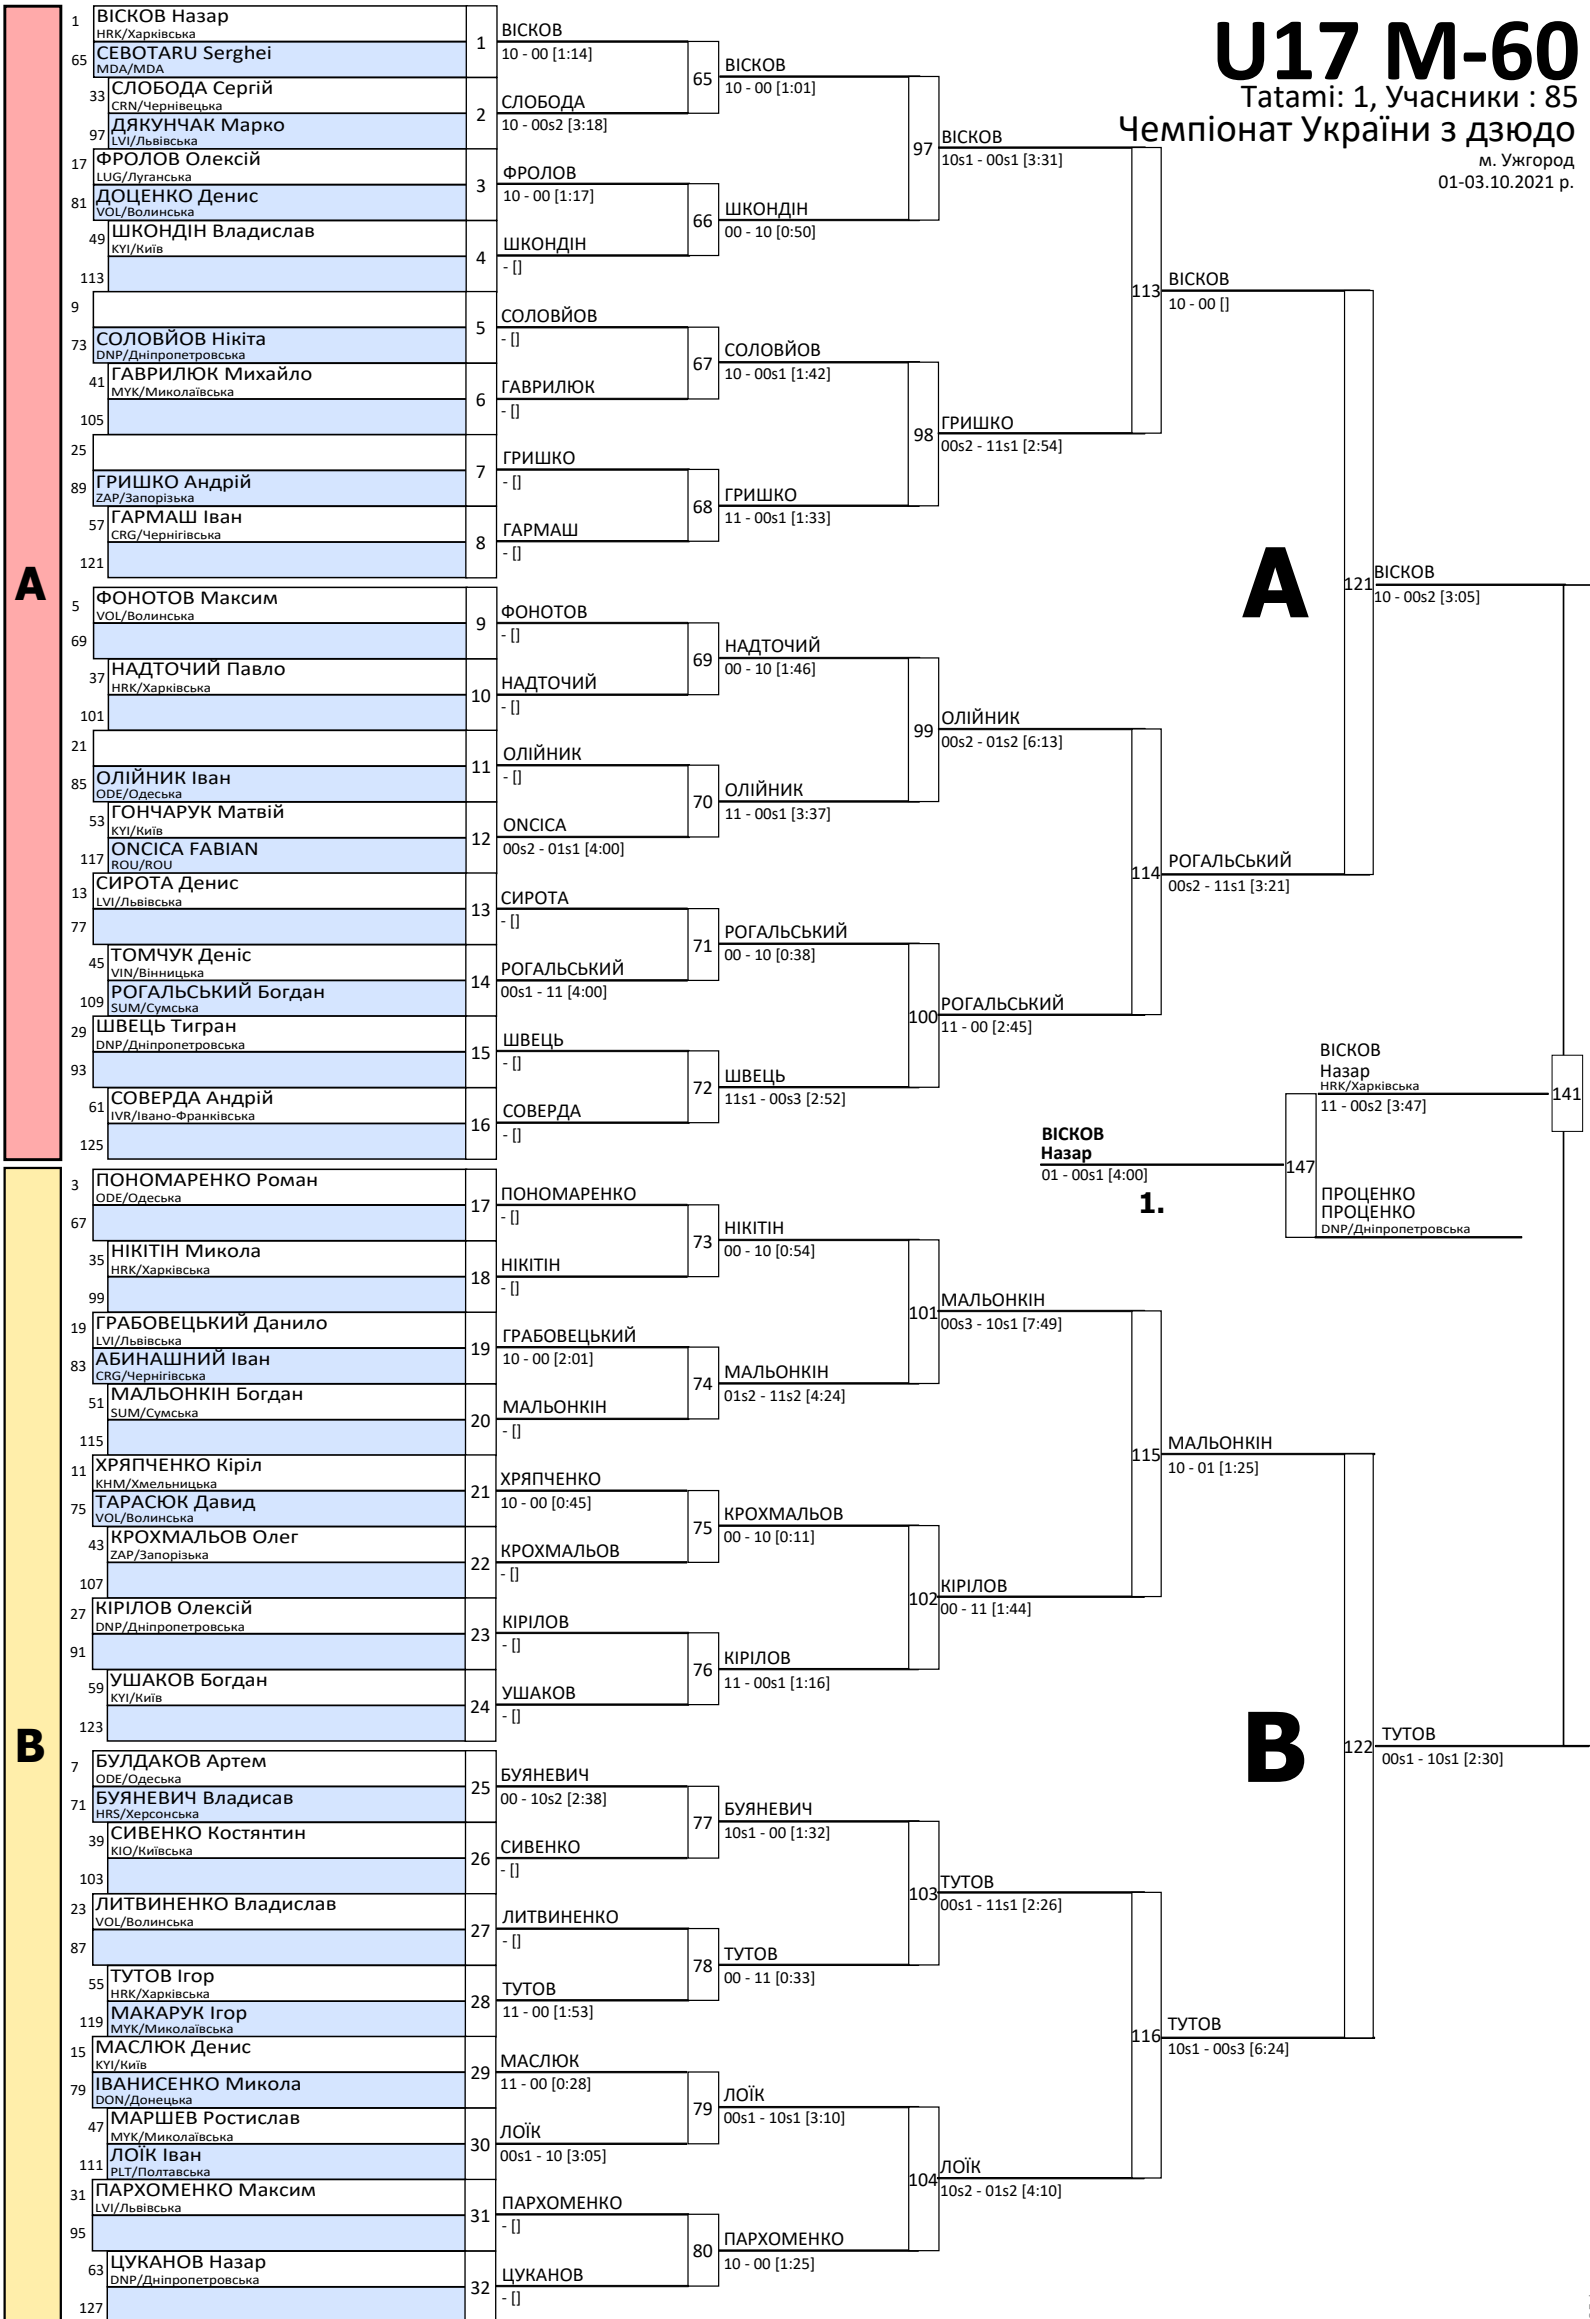 U17 M-60
Tatami: 1, Учасники : 85
Чемпіонат України з дзюдо
м. Ужгород
01-03.10.2021 р.
A
1 ВІСКОВ Назар
HRK/Харківська
65 CEBOTARU Serghei
MDA/MDA
1
33 СЛОБОДА Сергій
CRN/Чернівецька
97 ДЯКУНЧАК Марко
LVI/Львівська
2
17 ФРОЛОВ Олексій
LUG/Луганська
81 ДОЦЕНКО Денис
VOL/Волинська
3
49 ШКОНДІН Владислав
KYI/Київ
113
4
9
73 СОЛОВЙОВ Нікіта
DNP/Дніпропетровська
5
41 ГАВРИЛЮК Михайло
MYK/Миколаївська
105
6
25
89 ГРИШКО Андрій
ZAP/Запорізька
7
57 ГАРМАШ Іван
CRG/Чернігівська
121
8
5 ФОНОТОВ Максим
VOL/Волинська
69
9
37 НАДТОЧИЙ Павло
HRK/Харківська
101
10
21
85 ОЛІЙНИК Іван
ODE/Одеська
11
53 ГОНЧАРУК Матвій
KYI/Київ
117 ONCICA FABIAN
ROU/ROU
12
13 СИРОТА Денис
LVI/Львівська
77
13
45 ТОМЧУК Деніс
VIN/Вінницька
109 РОГАЛЬСЬКИЙ Богдан
SUM/Сумська
14
29 ШВЕЦЬ Тигран
DNP/Дніпропетровська
93
15
61 СОВЕРДА Андрій
IVR/Івано-Франківська
125
16
B
3 ПОНОМАРЕНКО Роман
ODE/Одеська
67
17
35 НІКІТІН Микола
HRK/Харківська
99
18
19 ГРАБОВЕЦЬКИЙ Данило
LVI/Львівська
83 АБИНАШНИЙ Іван
CRG/Чернігівська
19
51 МАЛЬОНКІН Богдан
SUM/Сумська
115
20
11 ХРЯПЧЕНКО Кіріл
KHM/Хмельницька
75 ТАРАСЮК Давид
VOL/Волинська
21
43 КРОХМАЛЬОВ Олег
ZAP/Запорізька
107
22
27 КІРІЛОВ Олексій
DNP/Дніпропетровська
91
23
59 УШАКОВ Богдан
KYI/Київ
123
24
7 БУЛДАКОВ Артем
ODE/Одеська
71 БУЯНЕВИЧ Владисав
HRS/Херсонська
25
39 СИВЕНКО Костянтин
KIO/Київська
103
26
23 ЛИТВИНЕНКО Владислав
VOL/Волинська
87
27
55 ТУТОВ Ігор
HRK/Харківська
119 МАКАРУК Ігор
MYK/Миколаївська
28
15 МАСЛЮК Денис
KYI/Київ
79 ІВАНИСЕНКО Микола
DON/Донецька
29
47 МАРШЕВ Ростислав
MYK/Миколаївська
111 ЛОЇК Іван
PLT/Полтавська
30
31 ПАРХОМЕНКО Максим
LVI/Львівська
95
31
63 ЦУКАНОВ Назар
DNP/Дніпропетровська
127
32
ВІСКОВ
10 - 00 [1:14]
СЛОБОДА
10 - 00s2 [3:18]
65
ФРОЛОВ
10 - 00 [1:17]
ШКОНДІН
- []
66
СОЛОВЙОВ
- []
ГАВРИЛЮК
- []
67
ГРИШКО
- []
ГАРМАШ
- []
68
ФОНОТОВ
- []
НАДТОЧИЙ
- []
69
ОЛІЙНИК
- []
ONCICA
00s2 - 01s1 [4:00]
70
СИРОТА
- []
РОГАЛЬСЬКИЙ
00s1 - 11 [4:00]
71
ШВЕЦЬ
- []
СОВЕРДА
- []
72
ПОНОМАРЕНКО
- []
НІКІТІН
- []
73
ГРАБОВЕЦЬКИЙ
10 - 00 [2:01]
МАЛЬОНКІН
- []
74
ХРЯПЧЕНКО
10 - 00 [0:45]
КРОХМАЛЬОВ
- []
75
КІРІЛОВ
- []
УШАКОВ
- []
76
БУЯНЕВИЧ
00 - 10s2 [2:38]
СИВЕНКО
- []
77
ЛИТВИНЕНКО
- []
ТУТОВ
11 - 00 [1:53]
78
МАСЛЮК
11 - 00 [0:28]
ЛОЇК
00s1 - 10 [3:05]
79
ПАРХОМЕНКО
- []
ЦУКАНОВ
- []
80
ВІСКОВ
10 - 00 [1:01]
ШКОНДІН
00 - 10 [0:50]
97
СОЛОВЙОВ
10 - 00s1 [1:42]
ГРИШКО
11 - 00s1 [1:33]
98
НАДТОЧИЙ
00 - 10 [1:46]
ОЛІЙНИК
11 - 00s1 [3:37]
99
РОГАЛЬСЬКИЙ
00 - 10 [0:38]
ШВЕЦЬ
11s1 - 00s3 [2:52]
100
НІКІТІН
00 - 10 [0:54]
МАЛЬОНКІН
01s2 - 11s2 [4:24]
101
КРОХМАЛЬОВ
00 - 10 [0:11]
КІРІЛОВ
11 - 00s1 [1:16]
102
БУЯНЕВИЧ
10s1 - 00 [1:32]
ТУТОВ
00 - 11 [0:33]
103
ЛОЇК
00s1 - 10s1 [3:10]
ПАРХОМЕНКО
10 - 00 [1:25]
104
ВІСКОВ
10s1 - 00s1 [3:31]
ГРИШКО
00s2 - 11s1 [2:54]
113
ОЛІЙНИК
00s2 - 01s2 [6:13]
РОГАЛЬСЬКИЙ
11 - 00 [2:45]
114
МАЛЬОНКІН
00s3 - 10s1 [7:49]
КІРІЛОВ
00 - 11 [1:44]
115
ТУТОВ
00s1 - 11s1 [2:26]
ЛОЇК
10s2 - 01s2 [4:10]
116
ВІСКОВ
10 - 00 []
РОГАЛЬСЬКИЙ
00s2 - 11s1 [3:21]
A
121
МАЛЬОНКІН
10 - 01 [1:25]
ТУТОВ
10s1 - 00s3 [6:24]
B
122
ВІСКОВ
10 - 00s2 [3:05]
ТУТОВ
00s1 - 10s1 [2:30]
141
ВІСКОВ
Назар
HRK/Харківська
11 - 00s2 [3:47]
147
ПРОЦЕНКО
ПРОЦЕНКО
DNP/Дніпропетровська
ВІСКОВ
Назар
01 - 00s1 [4:00]
1.